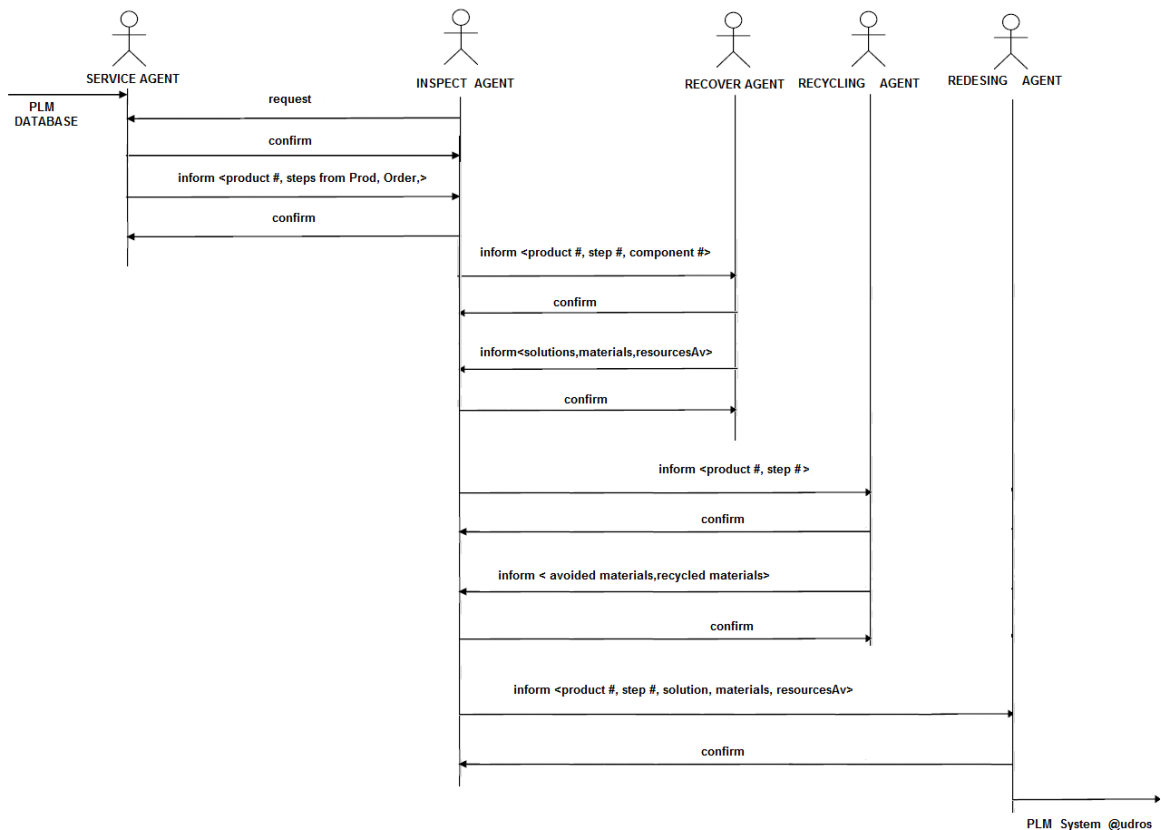 SERVICE AGENT
INSPECT AGENT
RECOVER AGENT
RECYCLING AGENT
REDESING AGENT
PLM
DATABASE
request
confirm
inform <product #, steps from Prod, Order,>
confirm
inform <product #, step #, component #>
confirm
inform<solutions,materials,resourcesAv>
confirm
inform <product #, step #>
confirm
inform < avoided materials,recycled materials>
confirm
inform <product #, step #, solution, materials, resourcesAv>
confirm
PLM System @udros